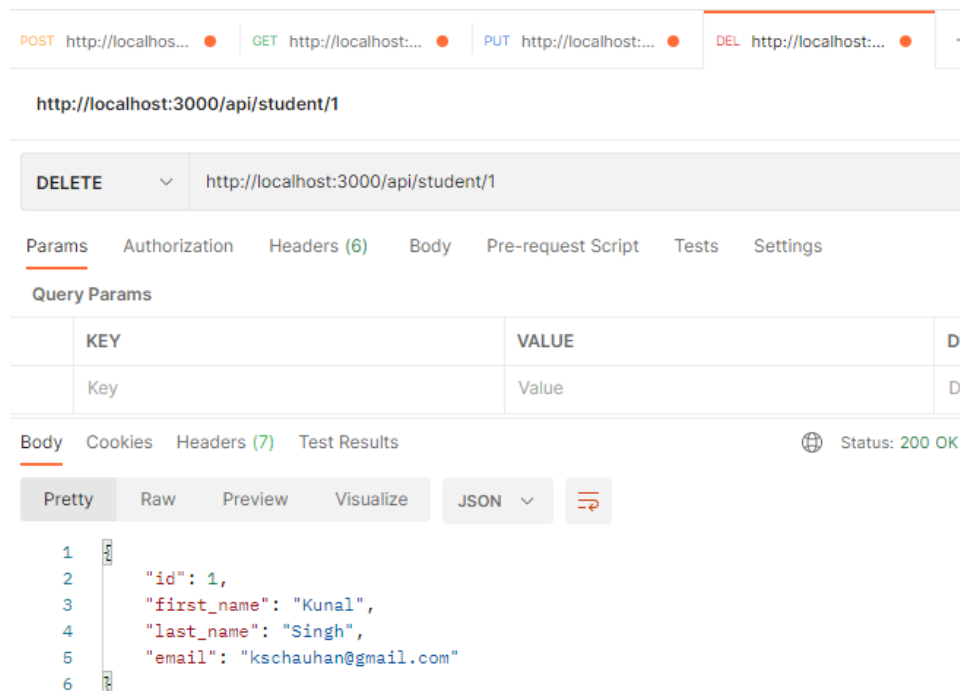 POST http://localhos... GET http://localhost:... PUT http://localhost:... DEL http://localhost:...
http://localhost:3000/api/student/1
DELETE http://localhost:3000/api/student/1
Params Authorization Headers (6) Body Pre-request Script Tests Settings
Query Params
KEY VALUE D
Key Value D
Body Cookies Headers (7) Test Results Status: 200 OK
Pretty Raw Preview Visualize JSON
1 {
2 "id": 1,
3 "first_name": "Kunal",
4 "last_name": "Singh",
5 "email": "kschauhan@gmail.com"
6 }